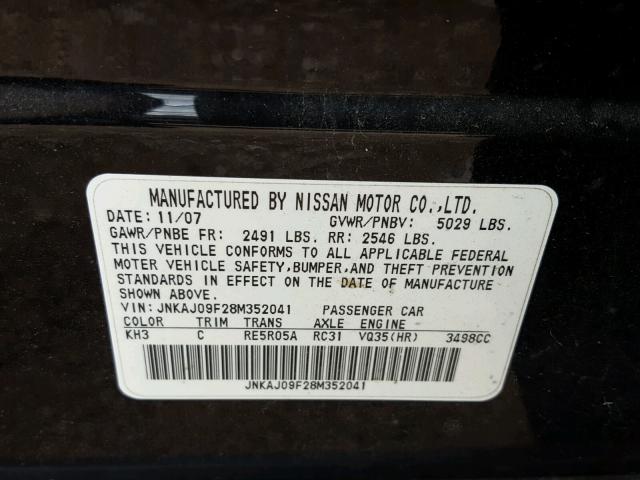 MANUFACTURED BY NISSAN MOTOR CO.,LTD.
DATE: 11/07 GVWR/PNBV: 5029 LBS.
GAWR/PNBE FR: 2491 LBS. RR: 2546 LBS.
THIS VEHICLE CONFORMS TO ALL APPLICABLE FEDERAL
MOTER VEHICLE SAFETY,BUMPER,AND THEFT PREVENTION
STANDARDS IN EFFECT ON THE DATE OF MANUFACTURE
SHOWN ABOVE.
VIN: JNKAJ09F28M352041 PASSENGER CAR
COLOR TRIM TRANS AXLE ENGINE
KH3 C RE5R05A RC31 VQ35(HR) 3498CC
JNKAJ09F28M352041